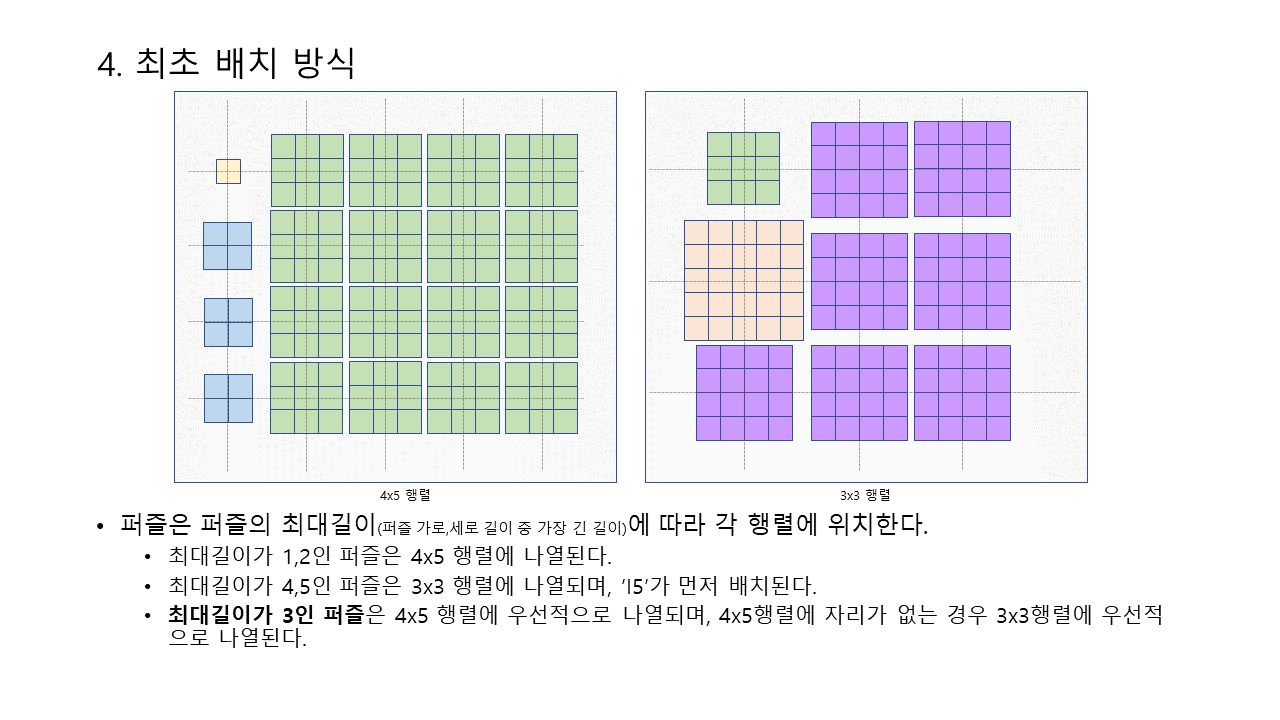 4. 최초 배치 방식
4x5 행렬
3x3 행렬
• 퍼즐은 퍼즐의 최대길이(퍼즐 가로,세로 길이 중 가장 긴 길이)에 따라 각 행렬에 위치한다.
• 최대길이가 1,2인 퍼즐은 4x5 행렬에 나열된다.
• 최대길이가 4,5인 퍼즐은 3x3 행렬에 나열되며, ‘I5’가 먼저 배치된다.
• 최대길이가 3인 퍼즐은 4x5 행렬에 우선적으로 나열되며, 4x5행렬에 자리가 없는 경우 3x3행렬에 우선적
으로 나열된다.